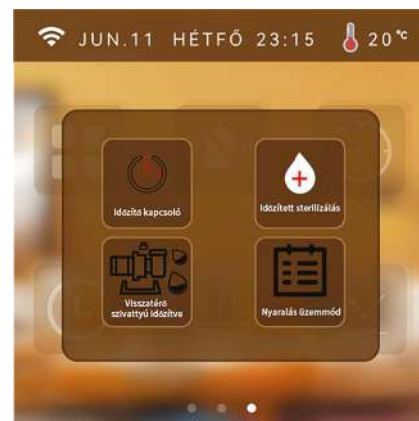 JUN.11 HÉTFŐ 23:15 20°C
Időzítő kapcsoló
Időzített sterilizálás
Visszatérő
szivattyú időzítve
Nyaralás üzemmód